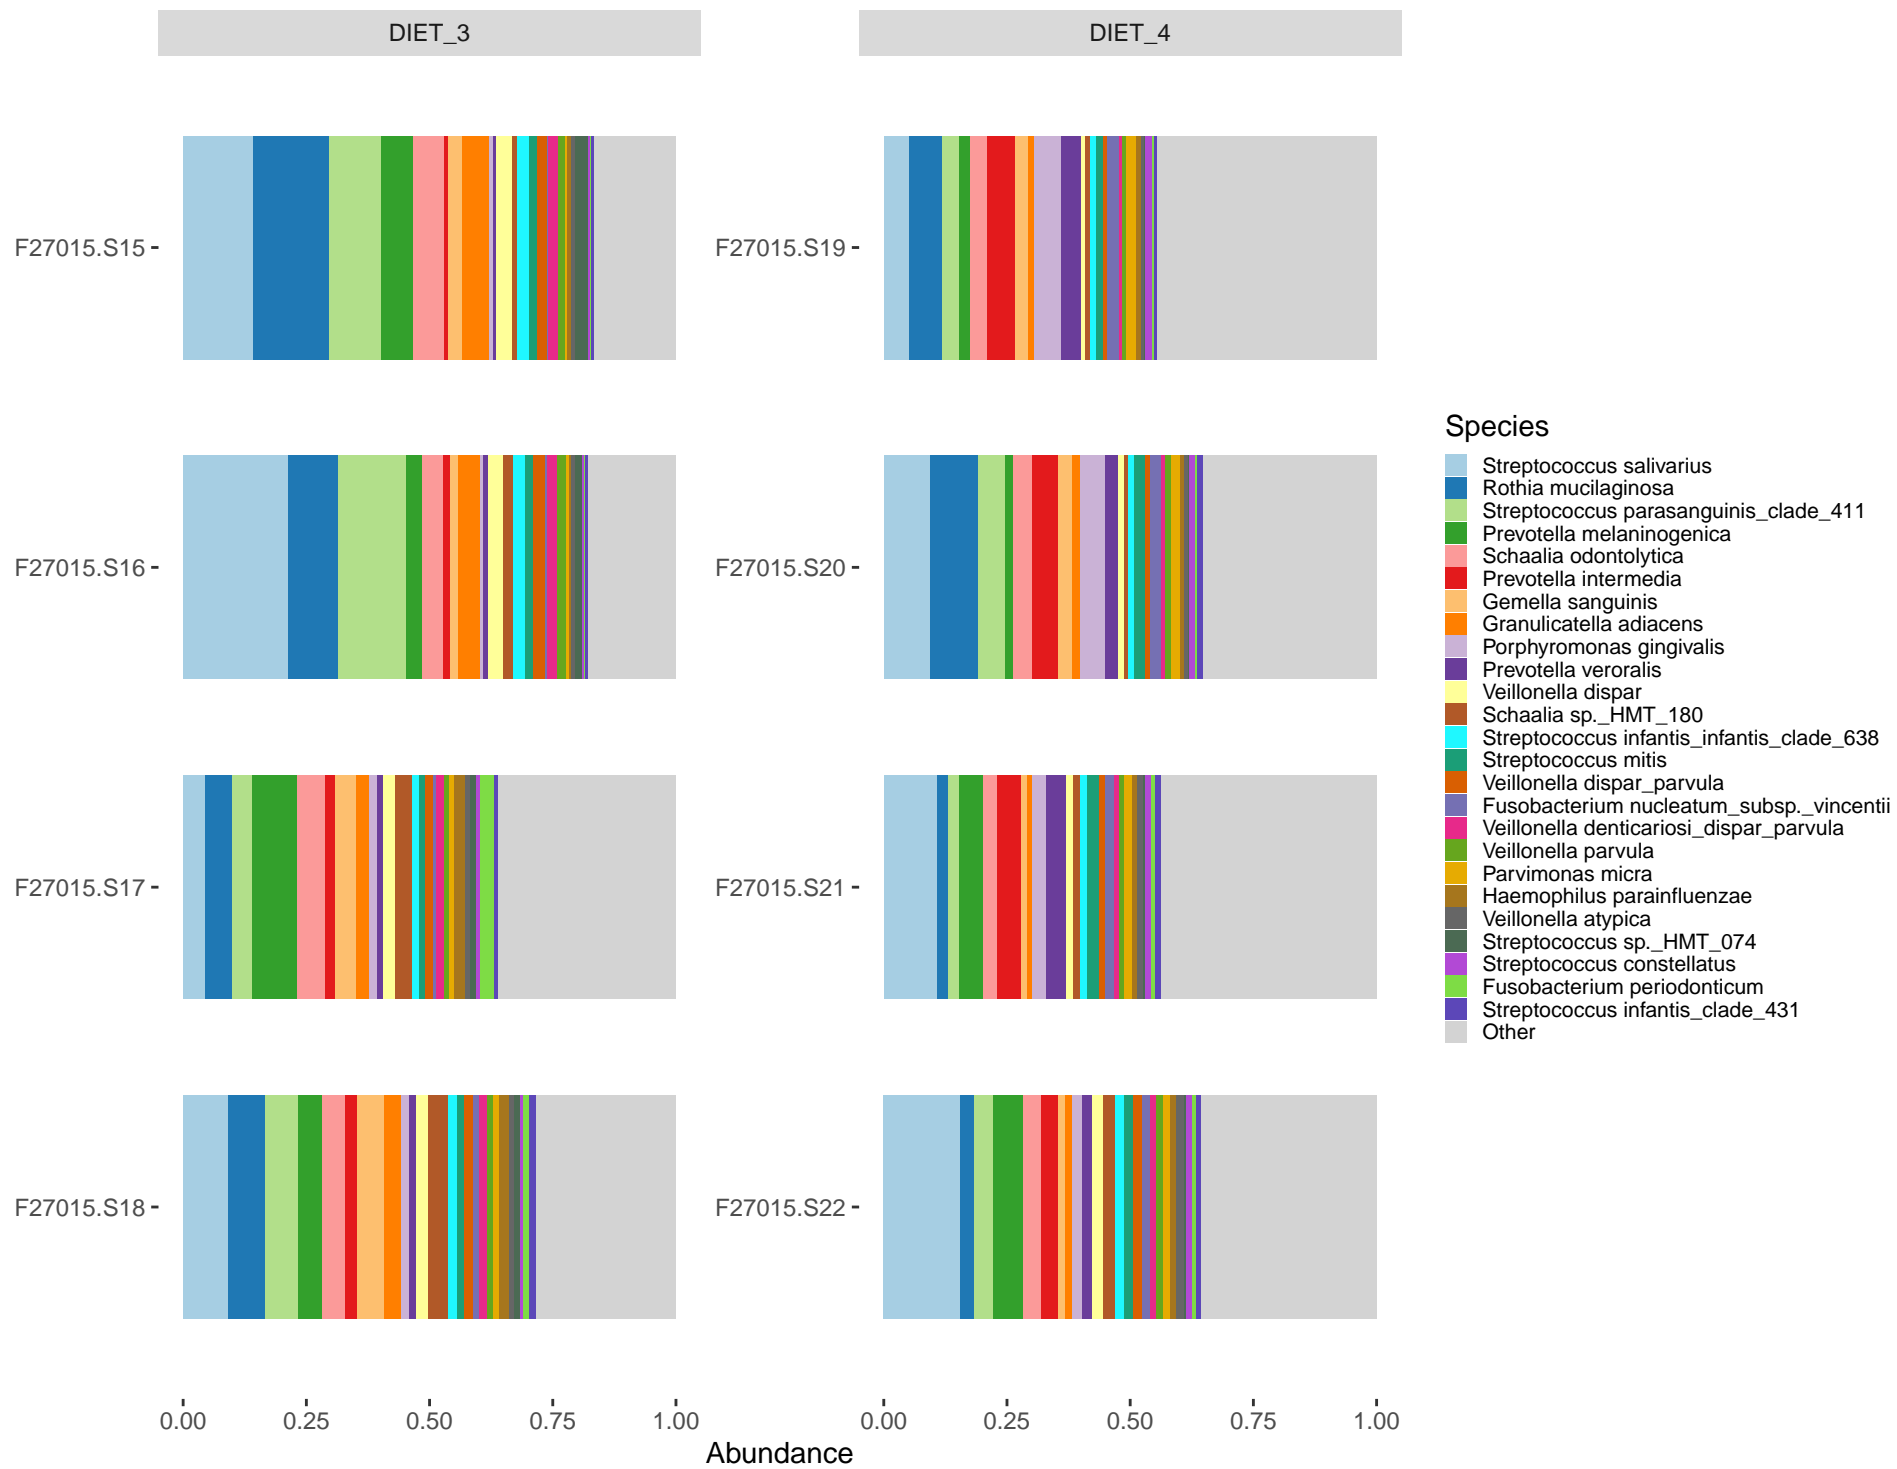 DIET_3
DIET_4
F27015.S15
F27015.S16
F27015.S17
F27015.S18
F27015.S19
F27015.S20
F27015.S21
F27015.S22
0.00 0.25 0.50 0.75 1.00
0.00 0.25 0.50 0.75 1.00
Abundance
Species
Streptococcus salivarius
Rothia mucilaginosa
Streptococcus parasanguinis_clade_411
Prevotella melaninogenica
Schaalia odontolytica
Prevotella intermedia
Gemella sanguinis
Granulicatella adiacens
Porphyromonas gingivalis
Prevotella veroralis
Veillonella dispar
Schaalia sp._HMT_180
Streptococcus infantis_infantis_clade_638
Streptococcus mitis
Veillonella dispar_parvula
Fusobacterium nucleatum_subsp._vincentii
Veillonella denticariosi_dispar_parvula
Veillonella parvula
Parvimonas micra
Haemophilus parainfluenzae
Veillonella atypica
Streptococcus sp._HMT_074
Streptococcus constellatus
Fusobacterium periodonticum
Streptococcus infantis_clade_431
Other